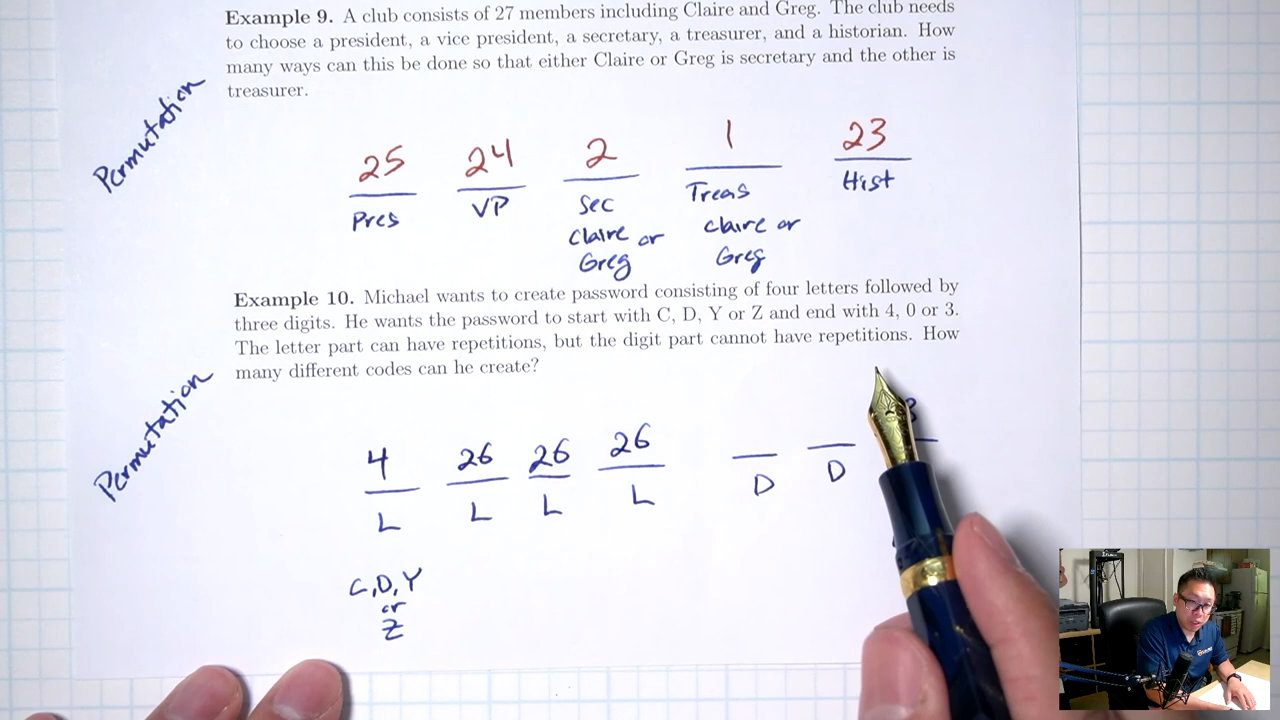 Example 9. A club consists of 27 members including Claire and Greg. The club needs
to choose a president, a vice president, a secretary, a treasurer, and a historian. How
many ways can this be done so that either Claire or Greg is secretary and the other is
treasurer.
Permutation
25 24 2 1 23
Pres VP Sec Treas Hist
Claire or claire or
Greg Greg
Example 10. Michael wants to create password consisting of four letters followed by
three digits. He wants the password to start with C, D, Y or Z and end with 4, 0 or 3.
The letter part can have repetitions, but the digit part cannot have repetitions. How
many different codes can he create?
Permutation
4 26 26 26 3
L L L L D D
C,D,Y
or
Z